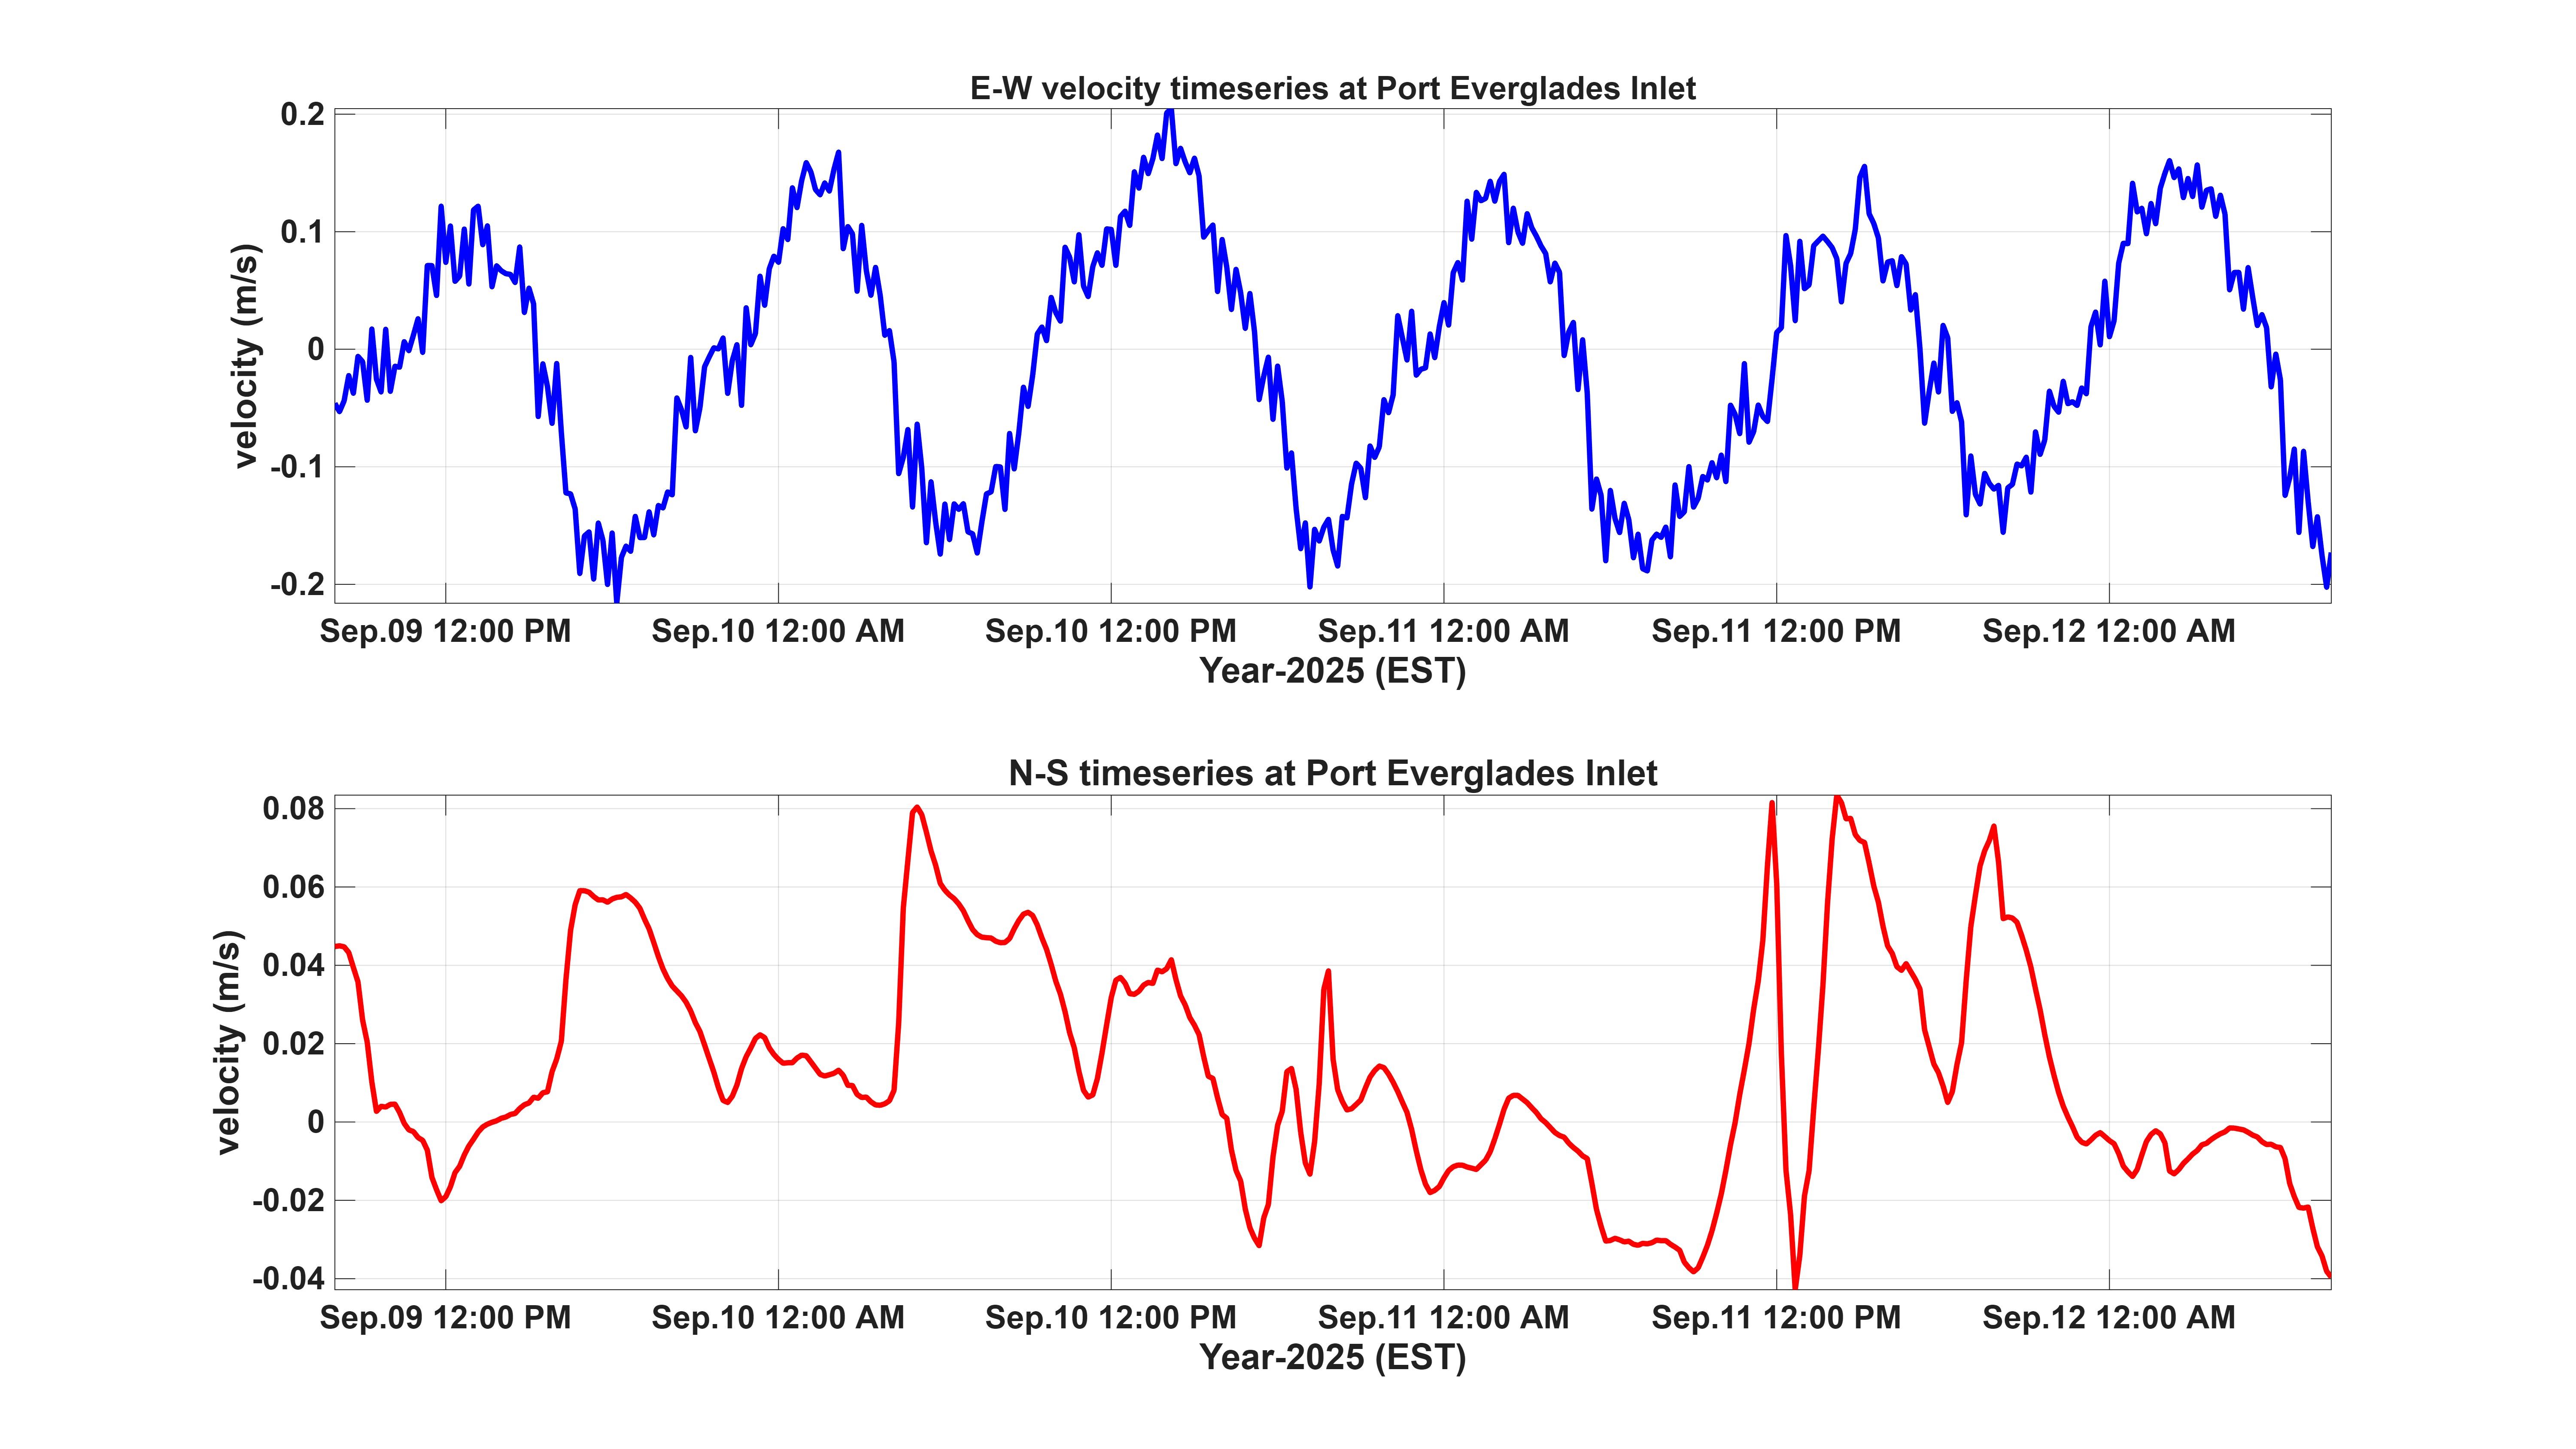 E-W velocity timeseries at Port Everglades Inlet
0.2
0.1
0
-0.1
-0.2
velocity (m/s)
Sep.09 12:00 PM Sep.10 12:00 AM Sep.10 12:00 PM Sep.11 12:00 AM Sep.11 12:00 PM Sep.12 12:00 AM
Year-2025 (EST)
N-S timeseries at Port Everglades Inlet
0.08
0.06
0.04
0.02
0
-0.02
-0.04
velocity (m/s)
Sep.09 12:00 PM Sep.10 12:00 AM Sep.10 12:00 PM Sep.11 12:00 AM Sep.11 12:00 PM Sep.12 12:00 AM
Year-2025 (EST)